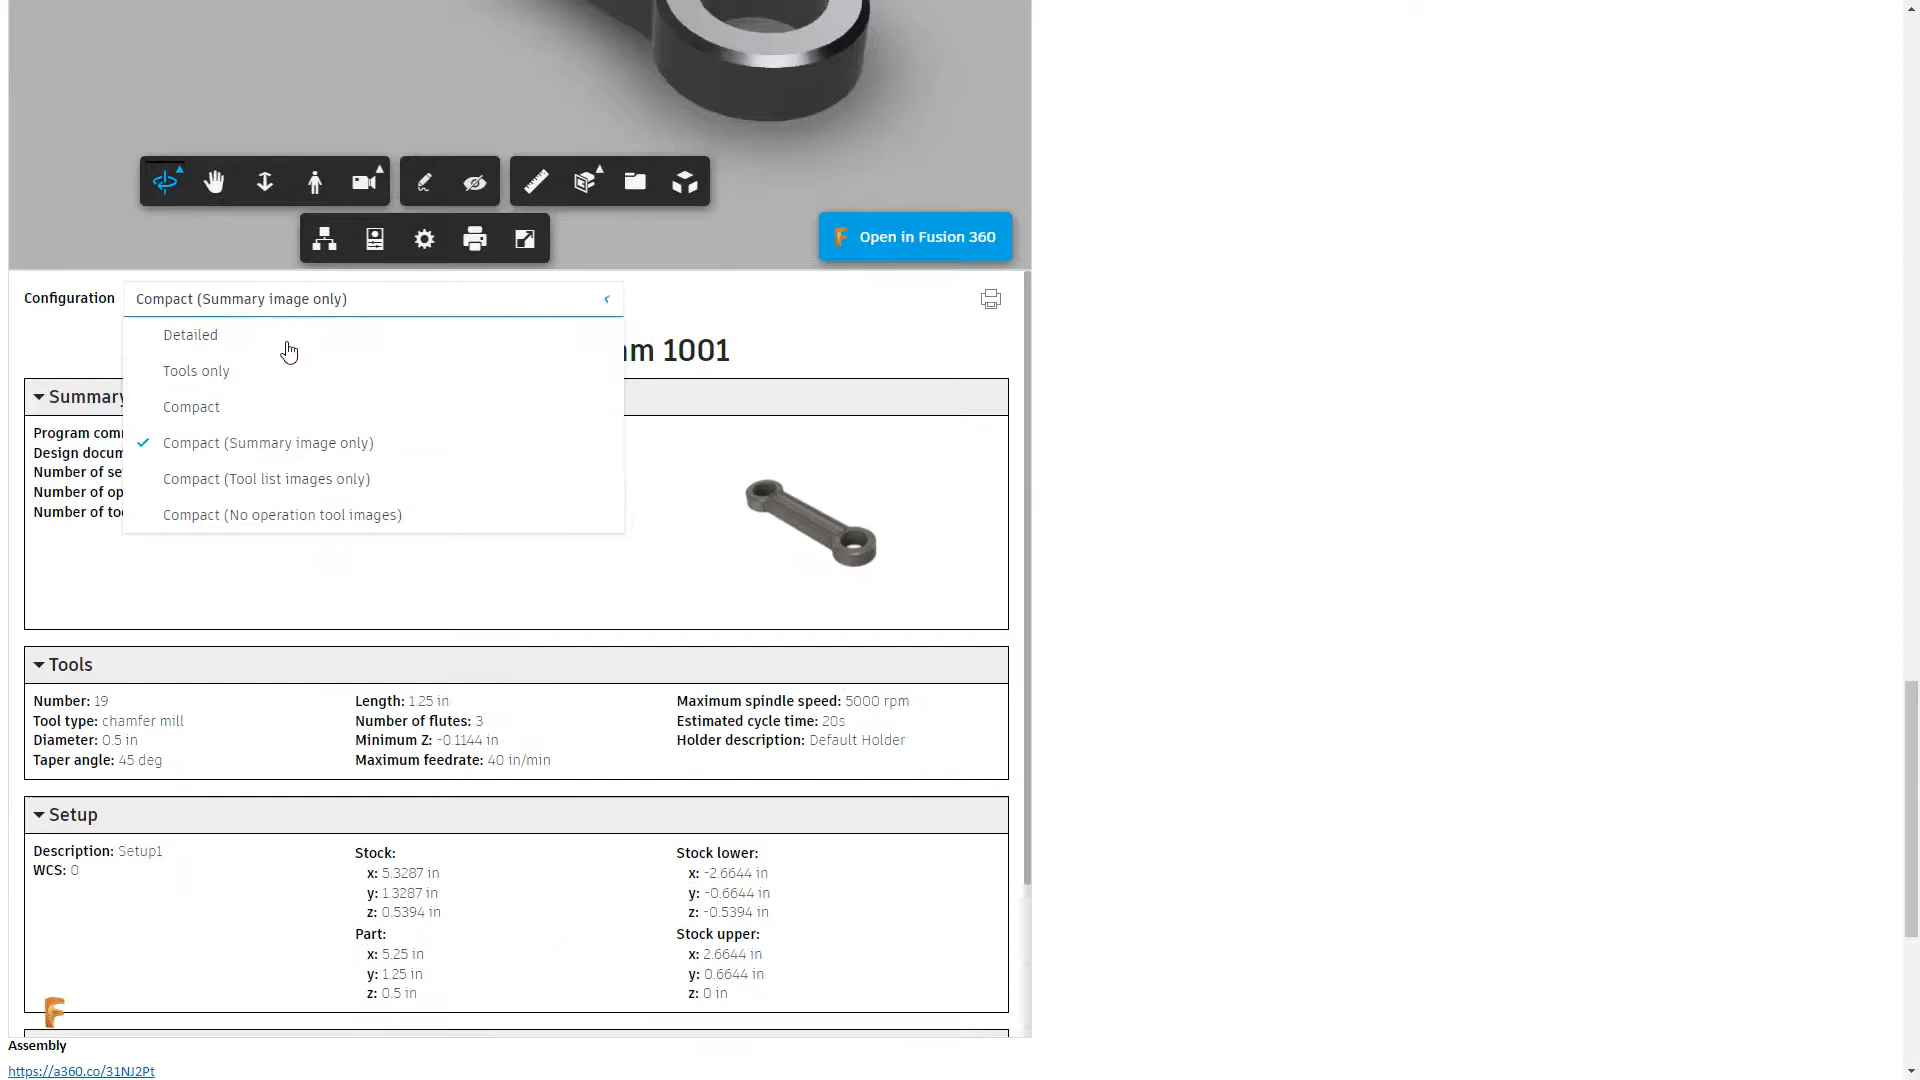 Open in Fusion 360
Configuration Compact (Summary image only)
Detailed
Tools only
Compact
Compact (Summary image only)
Compact (Tool list images only)
Compact (No operation tool images)
am 1001
Summary
Program com
Design docum
Number of se
Number of op
Number of too
Tools
Number: 19 Length: 1.25 in Maximum spindle speed: 5000 rpm
Tool type: chamfer mill Number of flutes: 3 Estimated cycle time: 20s
Diameter: 0.5 in Minimum Z: -0.1144 in Holder description: Default Holder
Taper angle: 45 deg Maximum feedrate: 40 in/min
Setup
Description: Setup1
WCS: 0
Stock:
x: 5.3287 in
y: 1.3287 in
z: 0.5394 in
Part:
x: 5.25 in
y: 1.25 in
z: 0.5 in
Stock lower:
x: -2.6644 in
y: -0.6644 in
z: -0.5394 in
Stock upper:
x: 2.6644 in
y: 0.6644 in
z: 0 in
Assembly
https://a360.co/31NJ2Pt